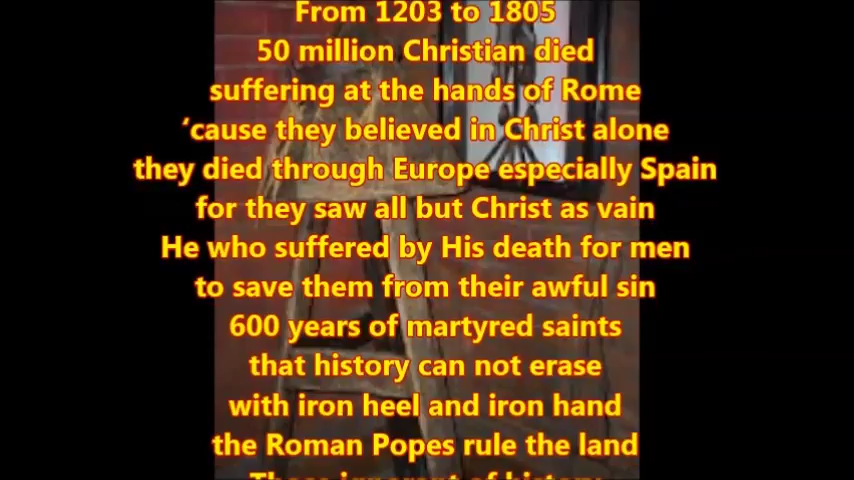 From 1203 to 1805
50 million Christian died
suffering at the hands of Rome
‘cause they believed in Christ alone
they died through Europe especially Spain
for they saw all but Christ as vain
He who suffered by His death for men
to save them from their awful sin
600 years of martyred saints
that history can not erase
with iron heel and iron hand
the Roman Popes rule the land